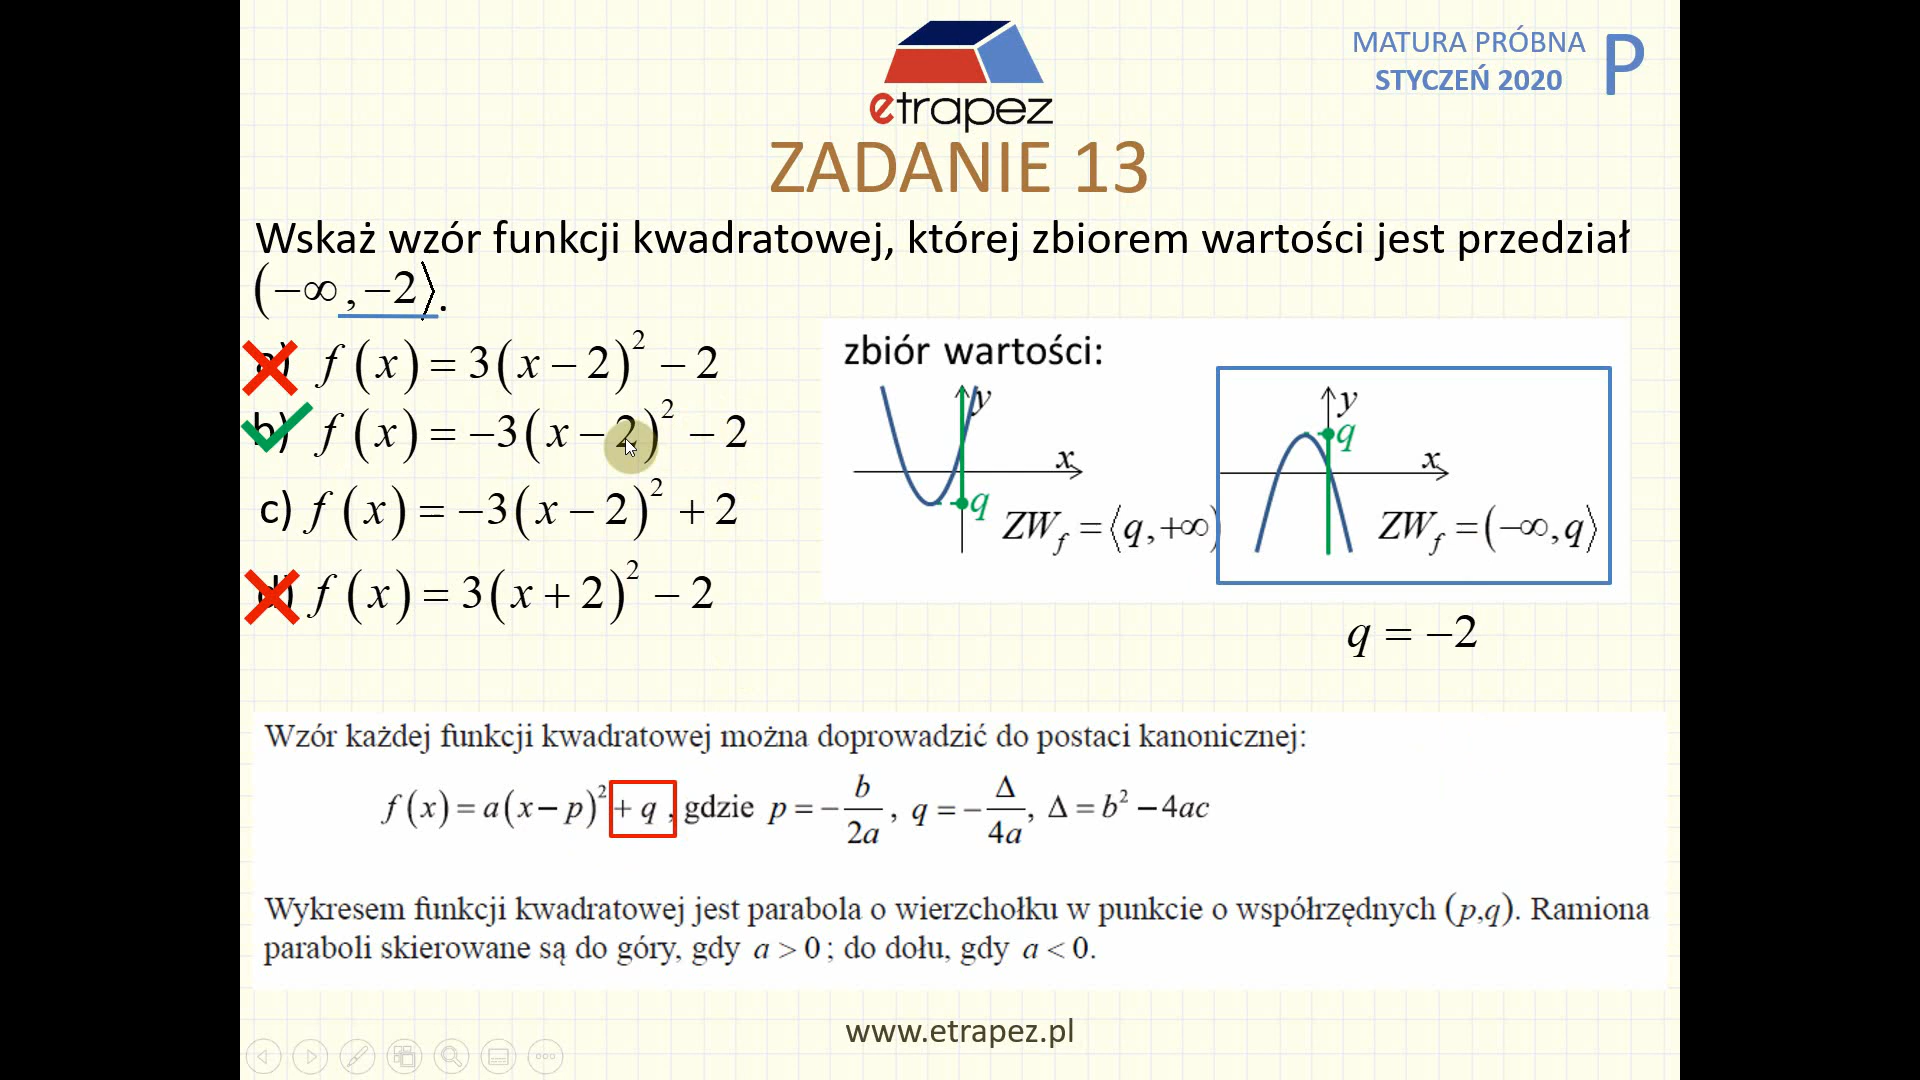 MATURA PRÓBNA
STYCZEŃ 2020
P
etrapez
ZADANIE 13
Wskaż wzór funkcji kwadratowej, której zbiorem wartości jest przedział
(−∞,−2⟩.
a) f(x) = 3(x−2)² − 2
b) f(x) = −3(x−2)² − 2
c) f(x) = −3(x−2)² + 2
d) f(x) = 3(x+2)² − 2
zbiór wartości:
y
x
q
ZW_f = ⟨q,+∞)
y
q
x
ZW_f = (−∞,q⟩
q = −2
Wzór każdej funkcji kwadratowej można doprowadzić do postaci kanonicznej:
f(x) = a(x−p)² + q, gdzie p = −b/2a, q = −Δ/4a, Δ = b² − 4ac
Wykresem funkcji kwadratowej jest parabola o wierzchołku w punkcie o współrzędnych (p,q). Ramiona
paraboli skierowane są do góry, gdy a > 0; do dołu, gdy a < 0.
www.etrapez.pl